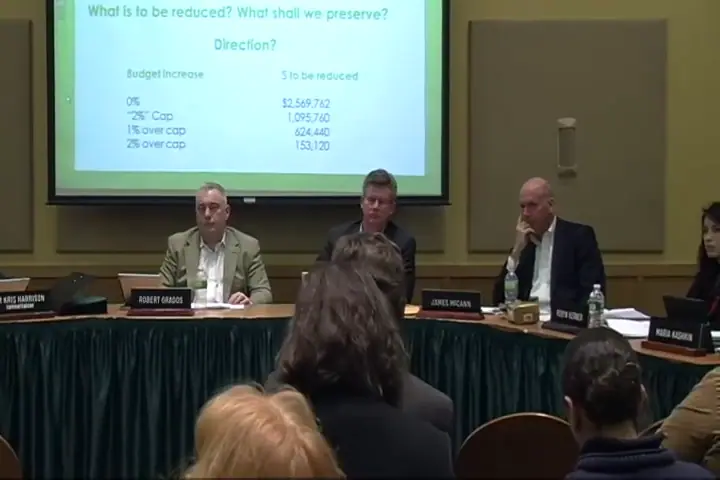 What is to be reduced? What shall we preserve?
Direction?
Budget Increase $ to be reduced
0% $2,569,762
"2%" Cap 1,095,760
1% over cap 624,440
2% over cap 153,120
KRIS HARRISON
ROBERT GRADOS
JAMES MCCANN
MARIA KASHKIN